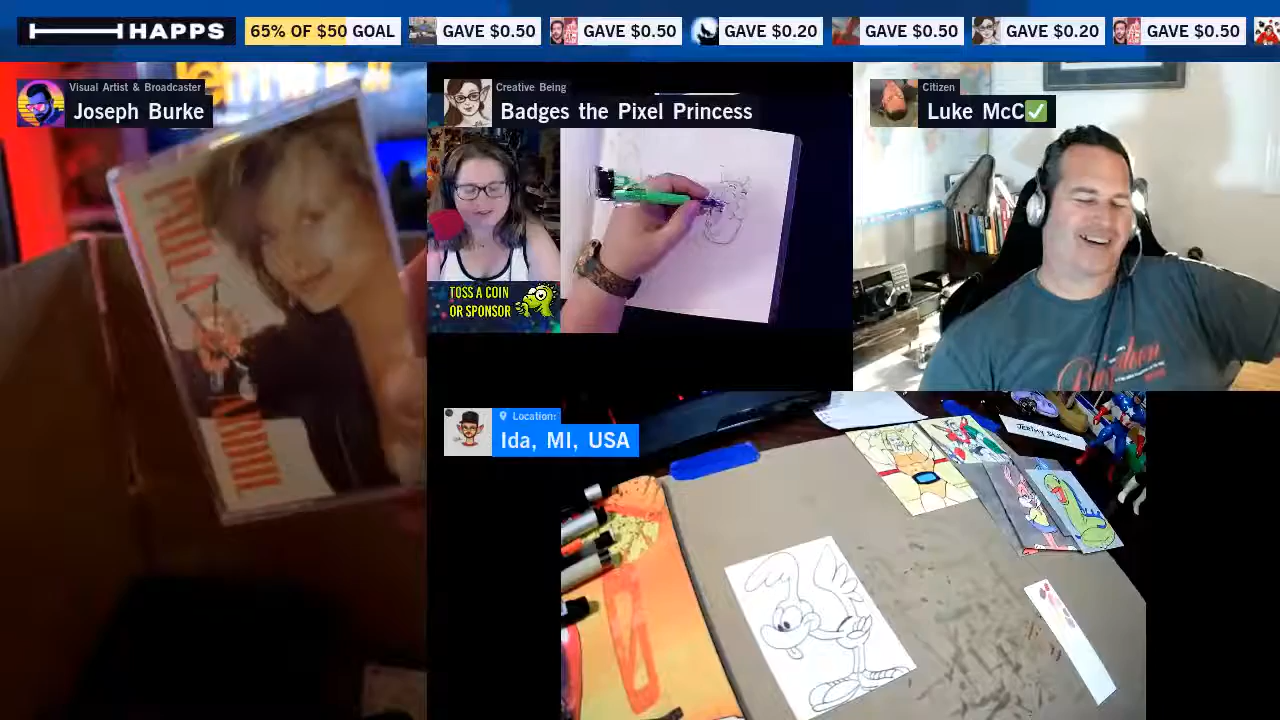 HAPPS
65% OF $50 GOAL
GAVE $0.50
GAVE $0.50
GAVE $0.20
GAVE $0.50
GAVE $0.20
GAVE $0.50
Visual Artist & Broadcaster
Joseph Burke
Creative Being
Badges the Pixel Princess
Citizen
Luke McC✅
PAULA
ABDUL
TOSS A COIN
OR SPONSOR
Location:
Ida, MI, USA